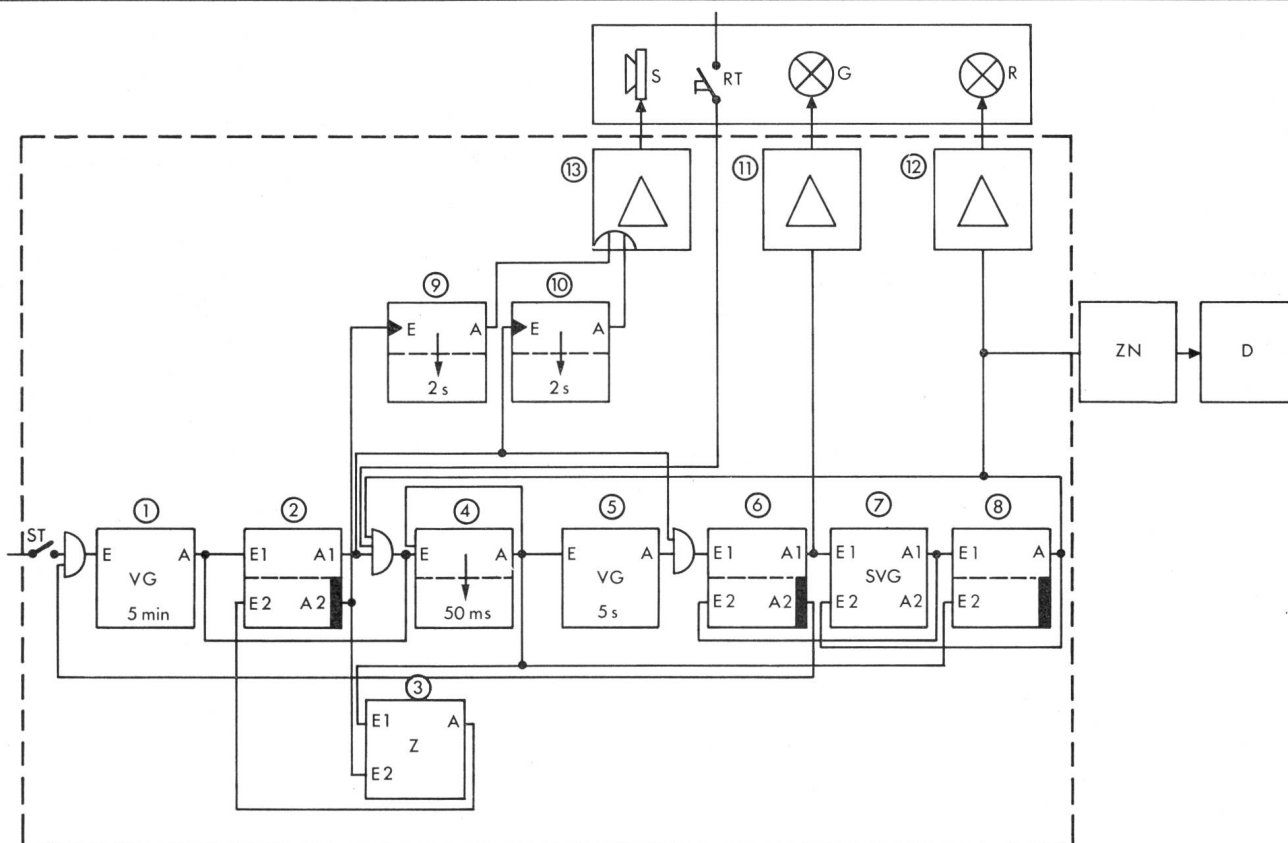 S
RT
G
R
⑬
⑪
⑫
⑨
⑩
E A
2 s
E A
2 s
ZN
D
①
②
④
⑤
⑥
⑦
⑧
ST
E A
VG
5 min
E1 A1
E2 A2
E A
50 ms
E A
VG
5 s
E1 A1
E2 A2
E1 A1
SVG
E2 A2
E1 A
E2
③
E1 A
Z
E2